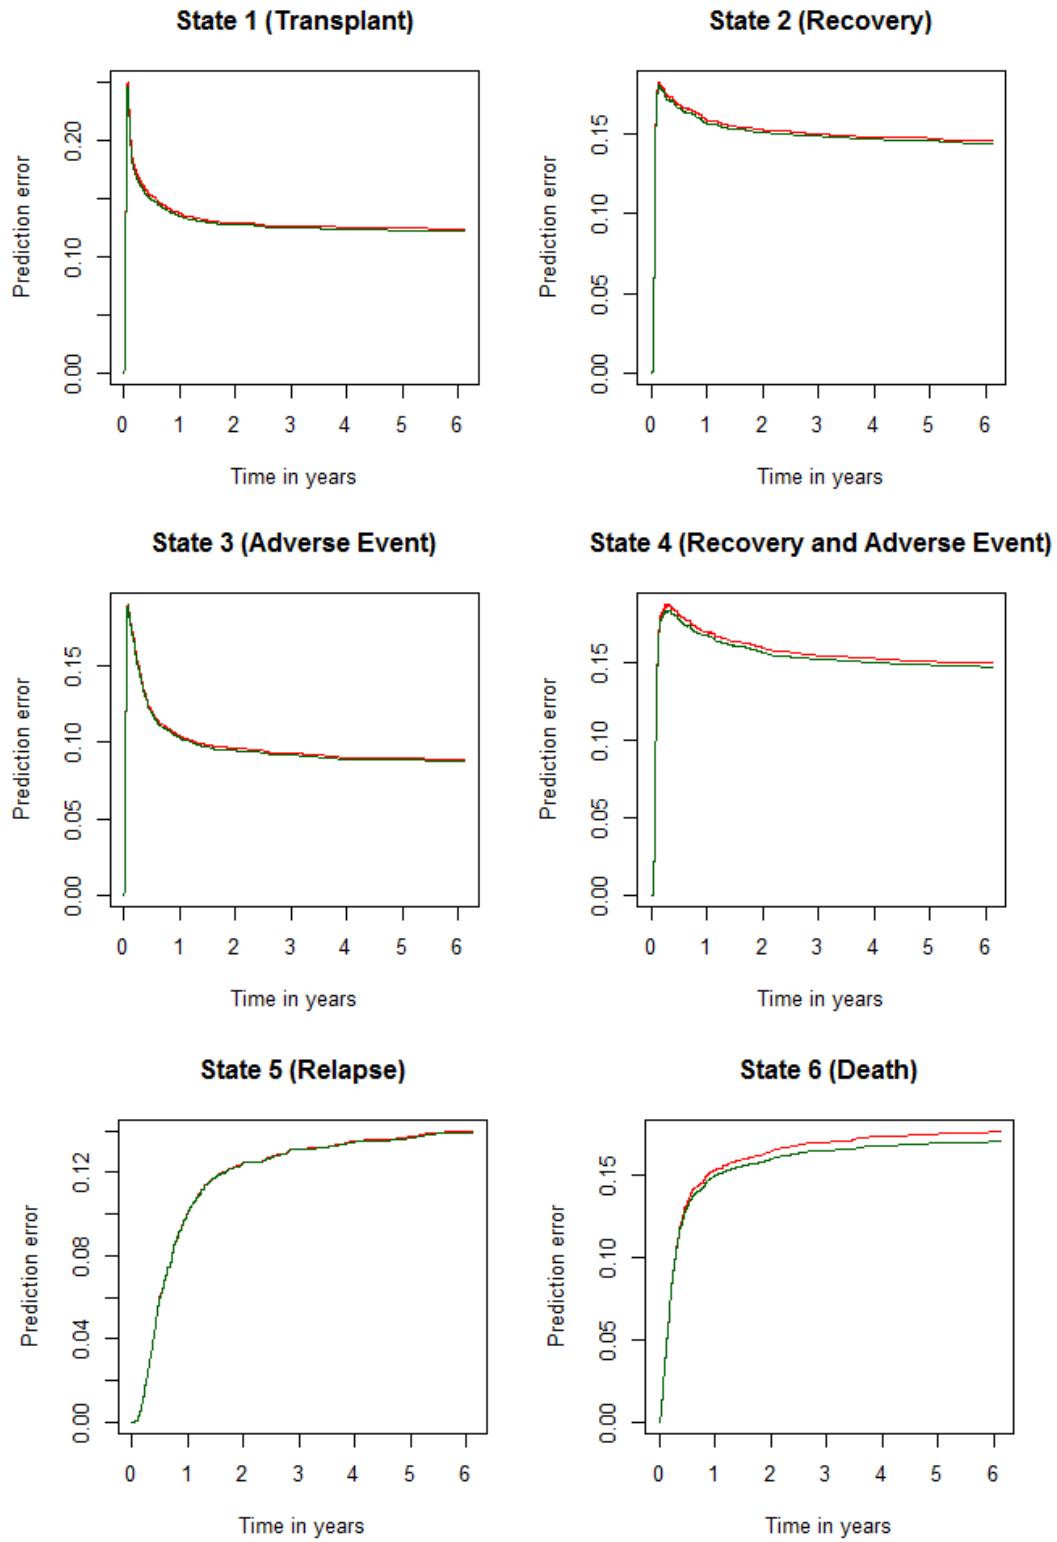 State 1 (Transplant)
Prediction error
0.00 0.10 0.20
0 1 2 3 4 5 6
Time in years
State 2 (Recovery)
Prediction error
0.00 0.05 0.10 0.15
0 1 2 3 4 5 6
Time in years
State 3 (Adverse Event)
Prediction error
0.00 0.05 0.10 0.15
0 1 2 3 4 5 6
Time in years
State 4 (Recovery and Adverse Event)
Prediction error
0.00 0.05 0.10 0.15
0 1 2 3 4 5 6
Time in years
State 5 (Relapse)
Prediction error
0.00 0.04 0.08 0.12
0 1 2 3 4 5 6
Time in years
State 6 (Death)
Prediction error
0.00 0.05 0.10 0.15
0 1 2 3 4 5 6
Time in years